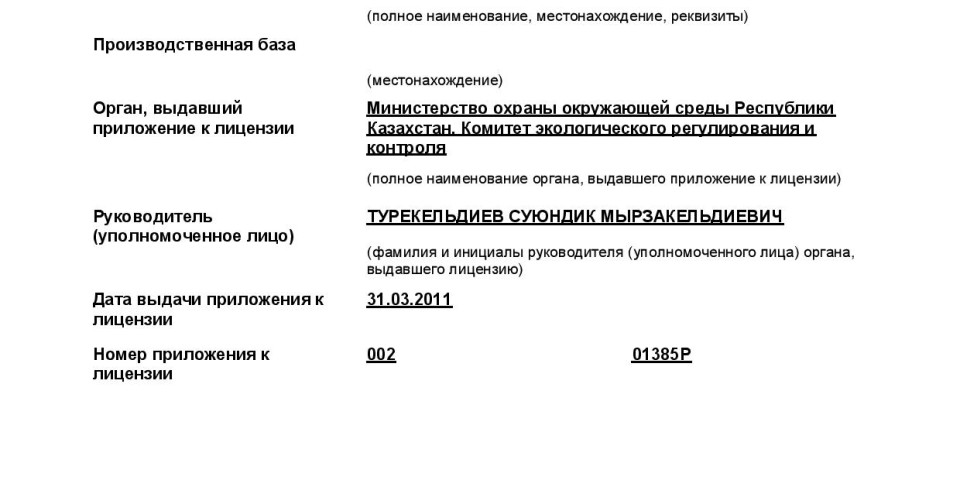 (полное наименование, местонахождение, реквизиты)
Производственная база
(местонахождение)
Орган, выдавший
приложение к лицензии
Министерство охраны окружающей среды Республики
Казахстан. Комитет экологического регулирования и
контроля
(полное наименование органа, выдавшего приложение к лицензии)
Руководитель
(уполномоченное лицо)
ТУРЕКЕЛЬДИЕВ СУЮНДИК МЫРЗАКЕЛЬДИЕВИЧ
(фамилия и инициалы руководителя (уполномоченного лица) органа,
выдавшего лицензию)
Дата выдачи приложения к
лицензии
31.03.2011
Номер приложения к
лицензии
002 01385Р